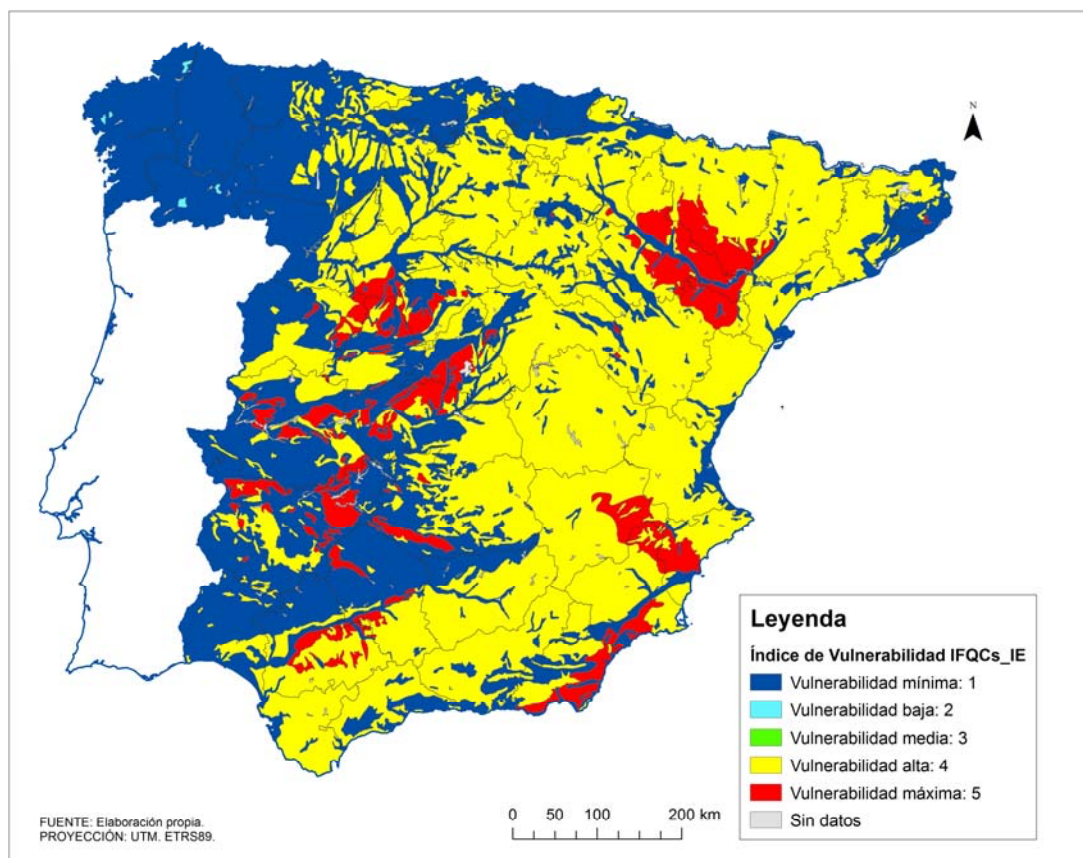 N
Leyenda
Índice de Vulnerabilidad IFQCs_IE
Vulnerabilidad mínima: 1
Vulnerabilidad baja: 2
Vulnerabilidad media: 3
Vulnerabilidad alta: 4
Vulnerabilidad máxima: 5
Sin datos
FUENTE: Elaboración propia.
PROYECCIÓN: UTM. ETRS89.
0 50 100 200 km